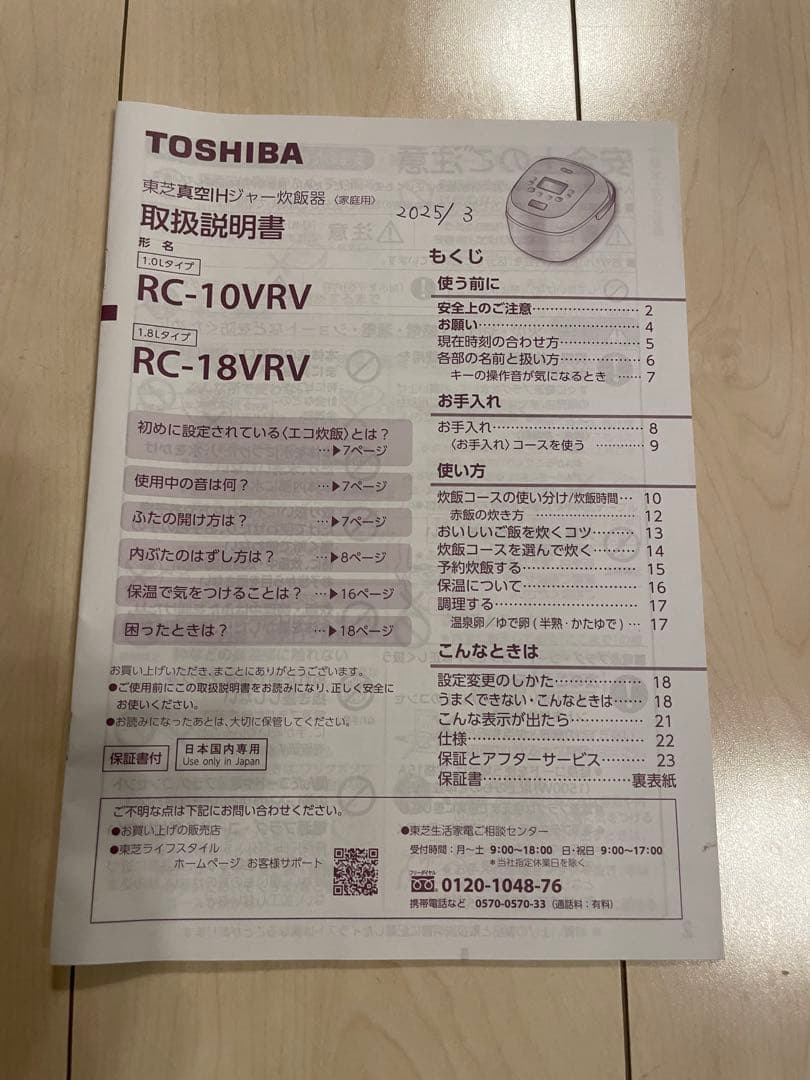 TOSHIBA
東芝真空IHジャー炊飯器〈家庭用〉
取扱説明書
2025/3
形名
1.0Lタイプ
RC-10VRV
1.8Lタイプ
RC-18VRV
初めに設定されている〈エコ炊飯〉とは？
…▶7ページ
使用中の音は何？ …▶7ページ
ふたの開け方は？ …▶7ページ
内ぶたのはずし方は？ …▶8ページ
保温で気をつけることは？ …▶16ページ
困ったときは？ …▶18ページ
お買い上げいただき、まことにありがとうございます。
●ご使用前にこの取扱説明書をお読みになり、正しく安全に
お使いください。
●お読みになったあとは、大切に保管してください。
保証書付
日本国内専用
Use only in Japan
もくじ
使う前に
安全上のご注意…………………… 2
お願い…………………………… 4
現在時刻の合わせ方……………… 5
各部の名前と扱い方……………… 6
キーの操作音が気になるとき …… 7
お手入れ
お手入れ………………………… 8
〈お手入れ〉コースを使う ………… 9
使い方
炊飯コースの使い分け/炊飯時間… 10
赤飯の炊き方 ………………… 12
おいしいご飯を炊くコツ……… 13
炊飯コースを選んで炊く……… 14
予約炊飯する………………… 15
保温について………………… 16
調理する……………………… 17
温泉卵／ゆで卵（半熟・かたゆで）… 17
こんなときは
設定変更のしかた……………… 18
うまくできない・こんなときは…… 18
こんな表示が出たら…………… 21
仕様…………………………… 22
保証とアフターサービス……… 23
保証書………………………裏表紙
ご不明な点は下記にお問い合わせください。
●お買い上げの販売店
●東芝ライフスタイル
ホームページ お客様サポート
●東芝生活家電ご相談センター
受付時間：月〜土 9:00〜18:00 日・祝日 9:00〜17:00
＊当社指定休業日を除く
フリーダイヤル
0120-1048-76
携帯電話など 0570-0570-33（通話料：有料）